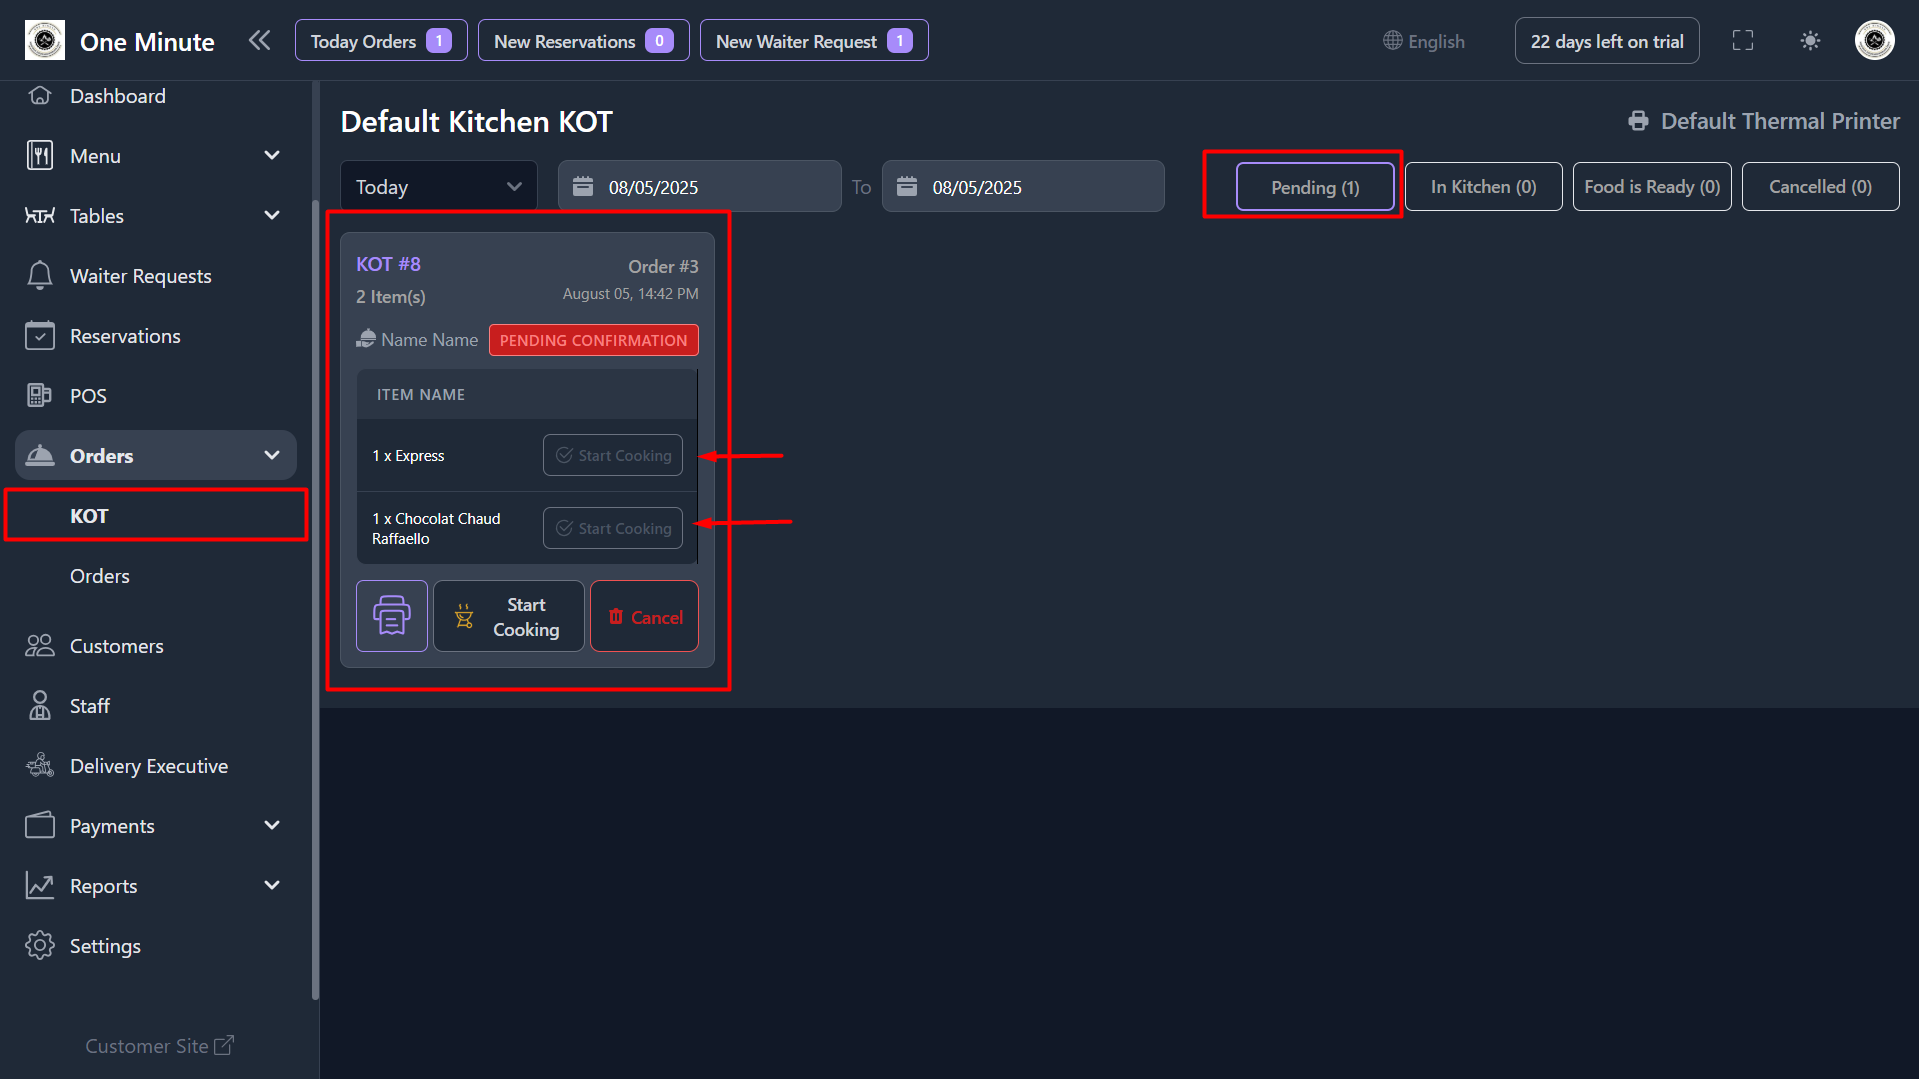 One Minute
Today Orders 1
New Reservations 0
New Waiter Request 1
English
22 days left on trial
Dashboard
Menu
Tables
Waiter Requests
Reservations
POS
Orders
KOT
Orders
Customers
Staff
Delivery Executive
Payments
Reports
Settings
Customer Site
Default Kitchen KOT
Default Thermal Printer
Today
08/05/2025
To
08/05/2025
Pending (1)
In Kitchen (0)
Food is Ready (0)
Cancelled (0)
KOT #8
Order #3
2 Item(s)
August 05, 14:42 PM
Name Name
PENDING CONFIRMATION
ITEM NAME
1 x Express
Start Cooking
1 x Chocolat Chaud
Raffaello
Start Cooking
Start
Cooking
Cancel